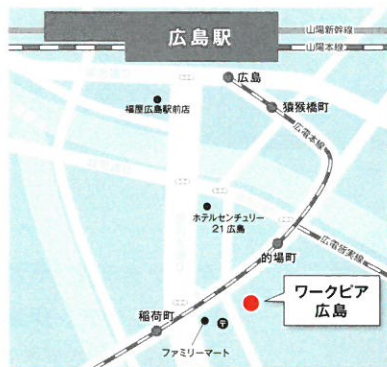 広島駅
山陽新幹線
山陽本線
広島
福屋広島駅前店
猿猴橋町
広電本線
ホテルセンチュリー
21広島
広電皆実線
的場町
ワークピア
広島
稲荷町
ファミリーマート